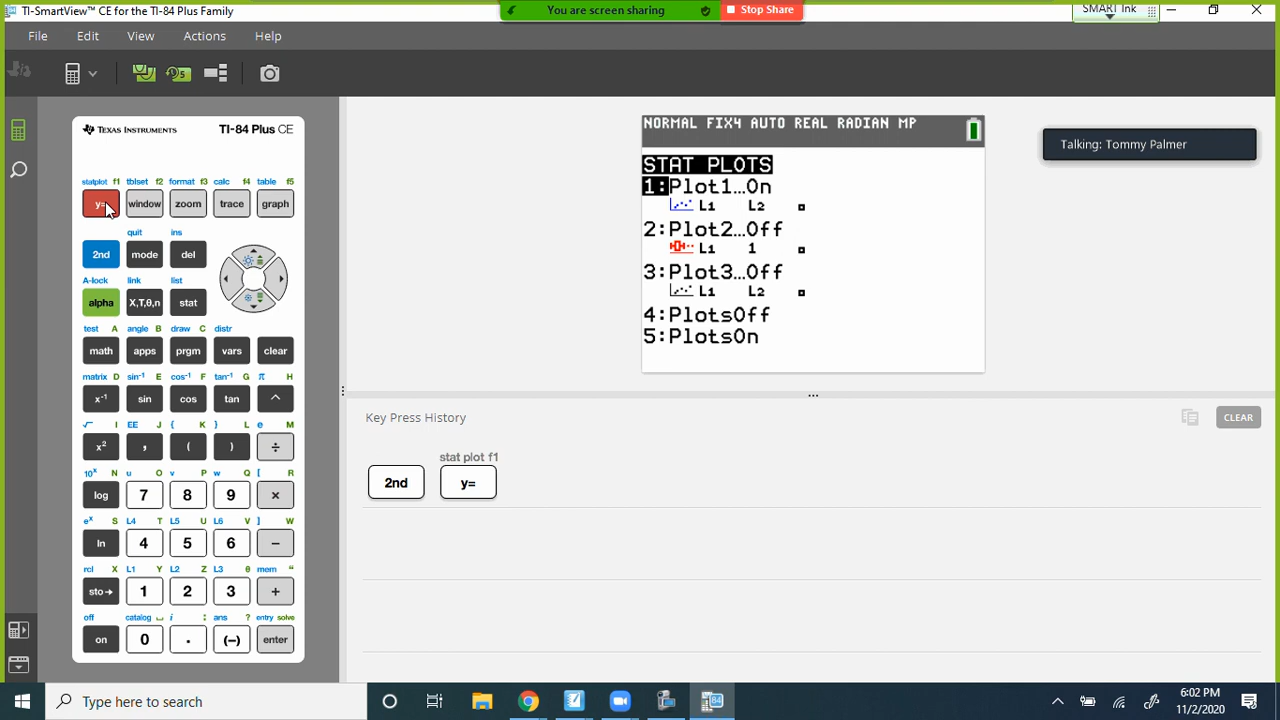 TI-SmartView™ CE for the TI-84 Plus Family
You are screen sharing
Stop Share
SMART Ink
File Edit View Actions Help
TEXAS INSTRUMENTS TI-84 Plus CE
statplot f1 tblset f2 format f3 calc f4 table f5
y= window zoom trace graph
quit ins
2nd mode del
A-lock link list
alpha X,T,θ,n stat
test A angle B draw C distr
math apps prgm vars clear
matrix D sin⁻¹ E cos⁻¹ F tan⁻¹ G π H
x⁻¹ sin cos tan ^
√ I EE J { K } L e M
x² , ( ) ÷
10ˣ N u O v P w Q [ R
log 7 8 9 ×
eˣ S L4 T L5 U L6 V ] W
ln 4 5 6 −
rcl X L1 Y L2 Z L3 θ mem "
sto→ 1 2 3 +
off catalog ⎵ i : ans ? entry solve
on 0 . (−) enter
NORMAL FIX4 AUTO REAL RADIAN MP
STAT PLOTS
1:Plot1…On
L1 L2
2:Plot2…Off
L1 1
3:Plot3…Off
L1 L2
4:PlotsOff
5:PlotsOn
Talking: Tommy Palmer
Key Press History
CLEAR
stat plot f1
2nd y=
Type here to search
84
6:02 PM
11/2/2020